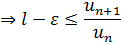 ⇒ l − ε ≤ u_{n+1} / u_n